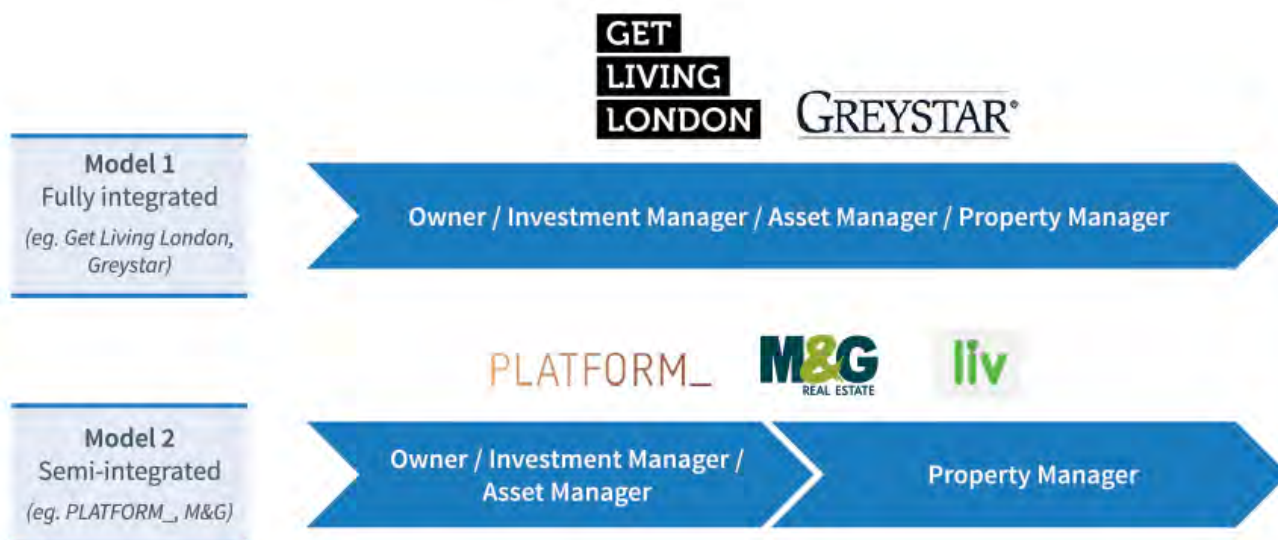 GET
LIVING
LONDON
GREYSTAR®
Model 1
Fully integrated
(eg. Get Living London,
Greystar)
Owner / Investment Manager / Asset Manager / Property Manager
PLATFORM_
M&G
REAL ESTATE
liv
Model 2
Semi-integrated
(eg. PLATFORM_, M&G)
Owner / Investment Manager /
Asset Manager
Property Manager